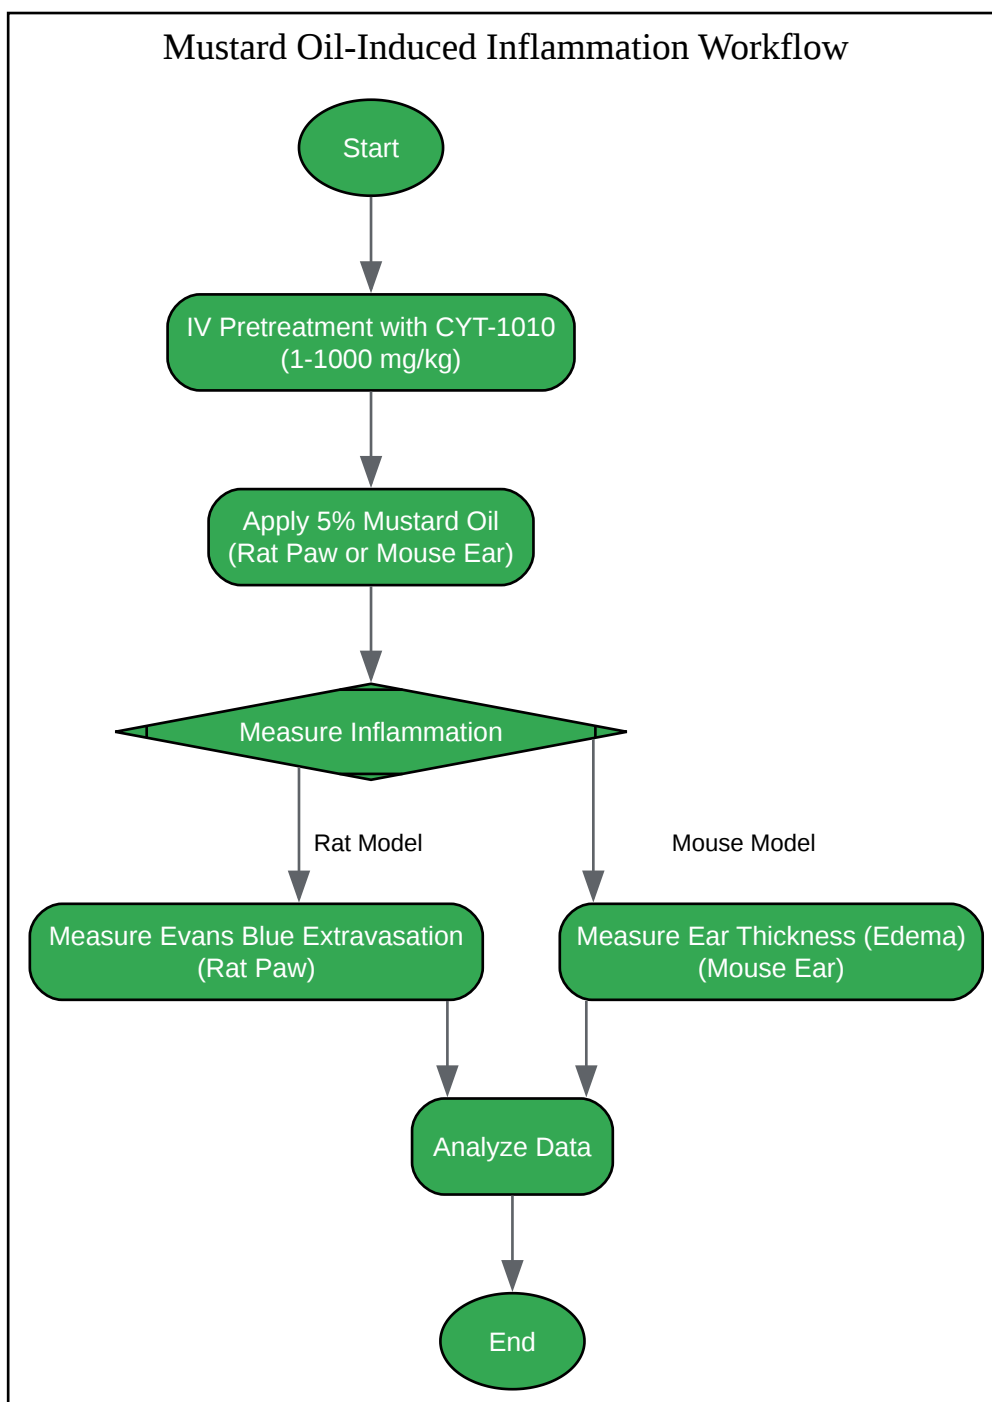 Mustard Oil-Induced Inflammation Workflow
Start
IV Pretreatment with CYT-1010
(1-1000 mg/kg)
Apply 5% Mustard Oil
(Rat Paw or Mouse Ear)
Measure Inflammation
Rat Model
Mouse Model
Measure Evans Blue Extravasation
(Rat Paw)
Measure Ear Thickness (Edema)
(Mouse Ear)
Analyze Data
End